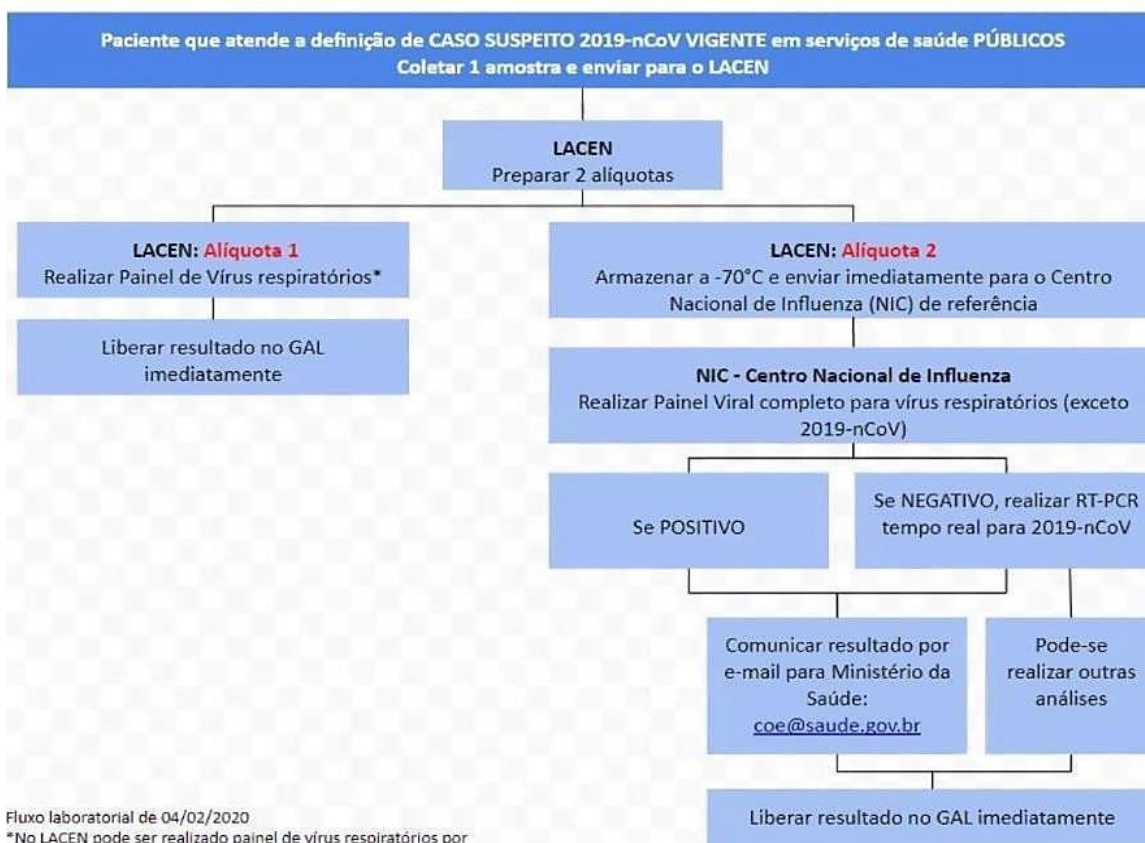 Paciente que atende a definição de CASO SUSPEITO 2019-nCoV VIGENTE em serviços de saúde PÚBLICOS
Coletar 1 amostra e enviar para o LACEN
LACEN
Preparar 2 alíquotas
LACEN: Alíquota 1
Realizar Painel de Vírus respiratórios*
Liberar resultado no GAL
imediatamente
LACEN: Alíquota 2
Armazenar a -70°C e enviar imediatamente para o Centro
Nacional de Influenza (NIC) de referência
NIC - Centro Nacional de Influenza
Realizar Painel Viral completo para vírus respiratórios (exceto
2019-nCoV)
Se POSITIVO
Se NEGATIVO, realizar RT-PCR
tempo real para 2019-nCoV
Comunicar resultado por
e-mail para Ministério da
Saúde:
coe@saude.gov.br
Pode-se
realizar outras
análises
Liberar resultado no GAL imediatamente
Fluxo laboratorial de 04/02/2020
*No LACEN pode ser realizado painel de vírus respiratórios por